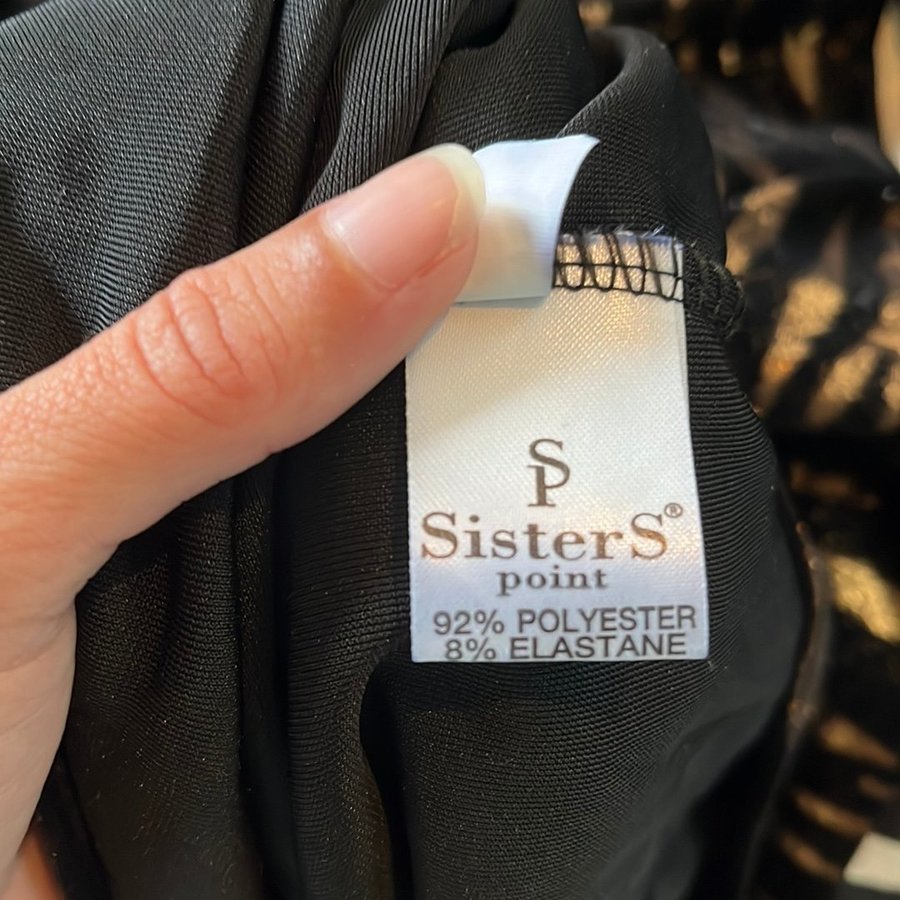 SP
SisterS®
point
92% POLYESTER
8% ELASTANE